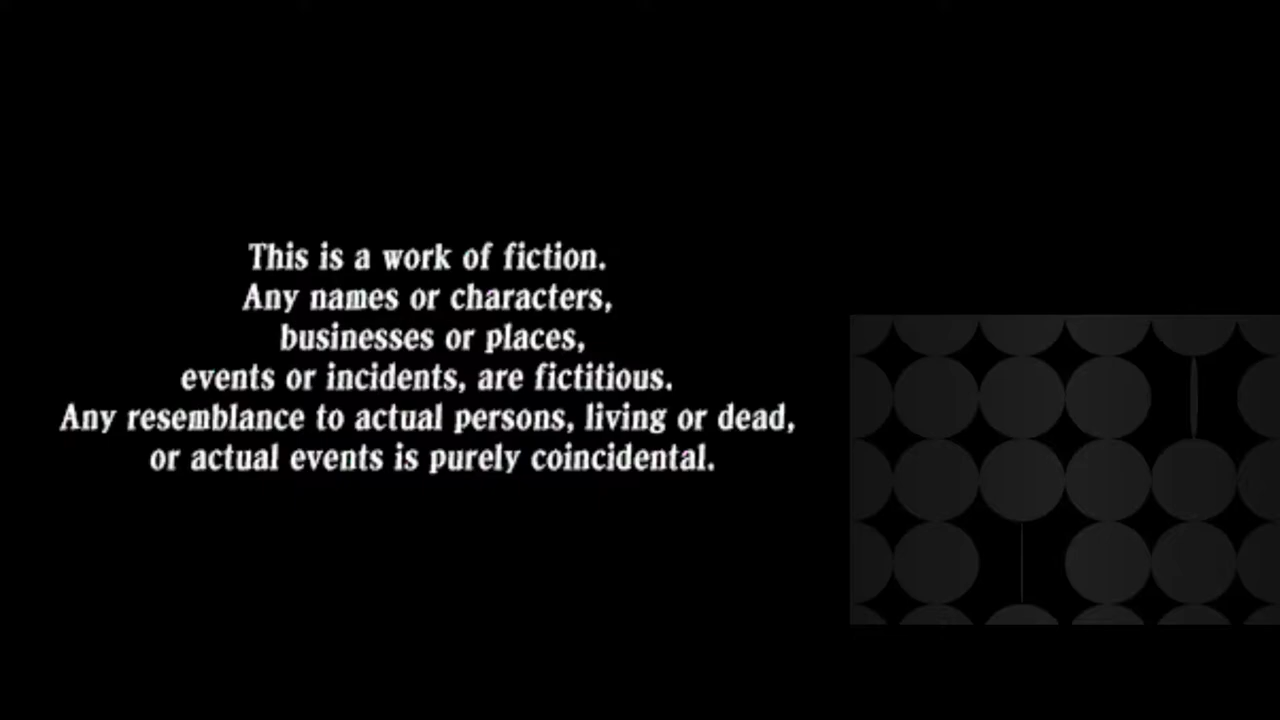 This is a work of fiction.
Any names or characters,
businesses or places,
events or incidents, are fictitious.
Any resemblance to actual persons, living or dead,
or actual events is purely coincidental.